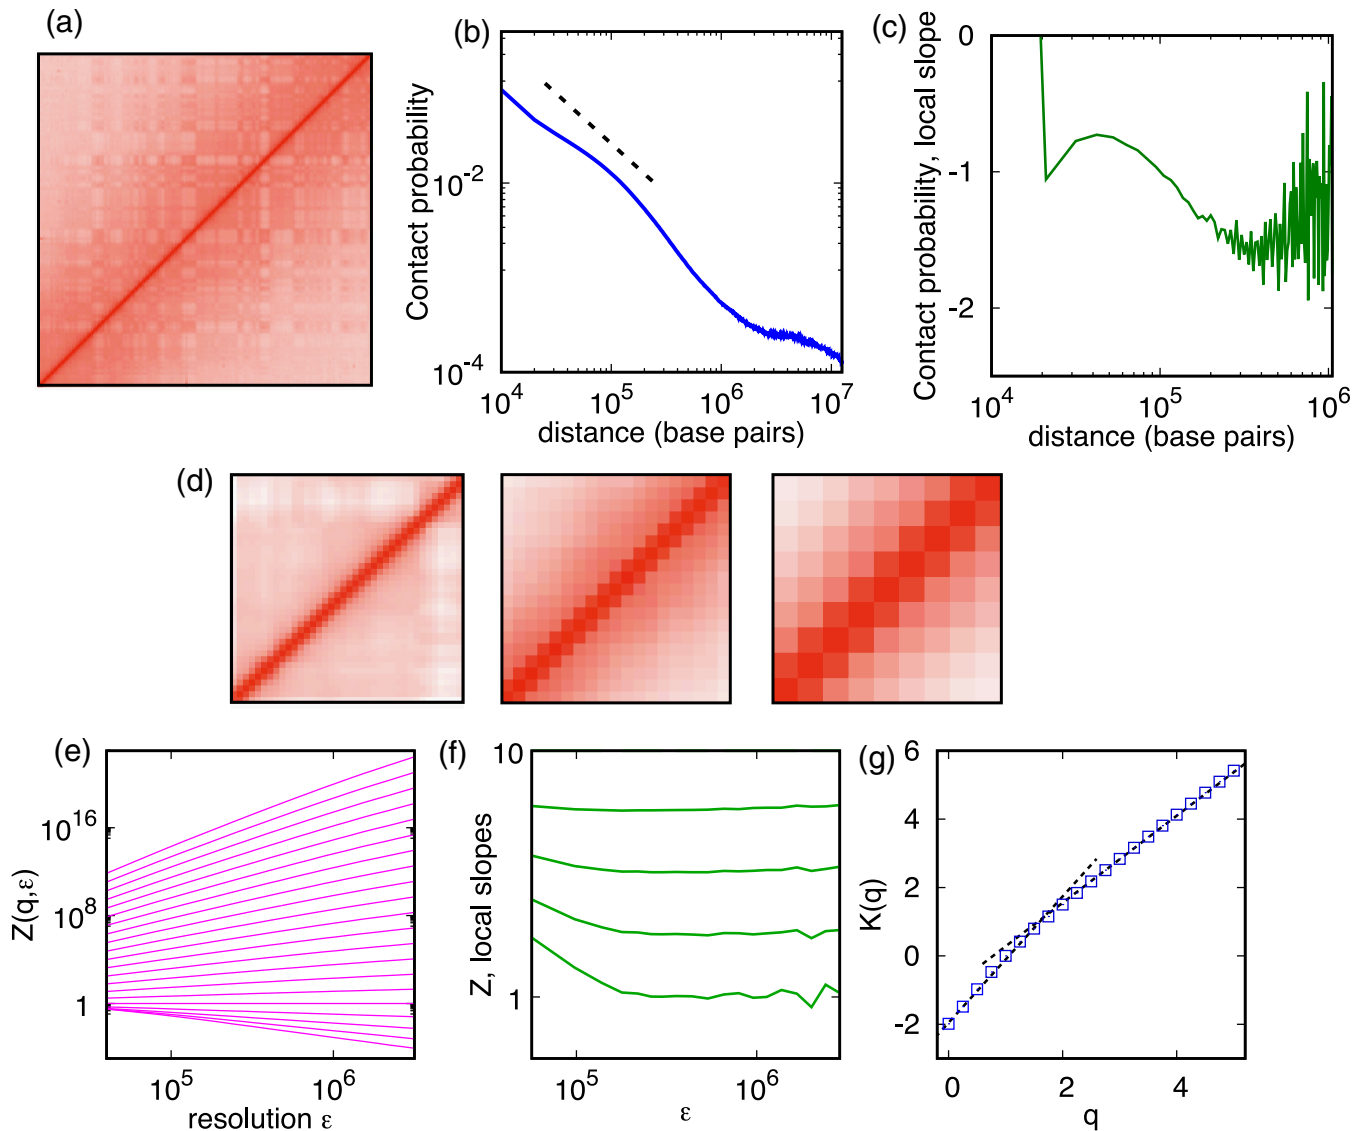 (a)
(b)
Contact probability
10-2
10-4
10^4
10^5
10^6
10^7
distance (base pairs)
(c)
Contact probability, local slope
0
-1
-2
10^4
10^5
10^6
distance (base pairs)
(d)
(e)
Z(q,ε)
10^16
10^8
1
10^5
10^6
resolution ε
(f)
Z, local slopes
10
1
10^5
10^6
ε
(g)
K(q)
6
4
2
0
-2
0
2
4
q